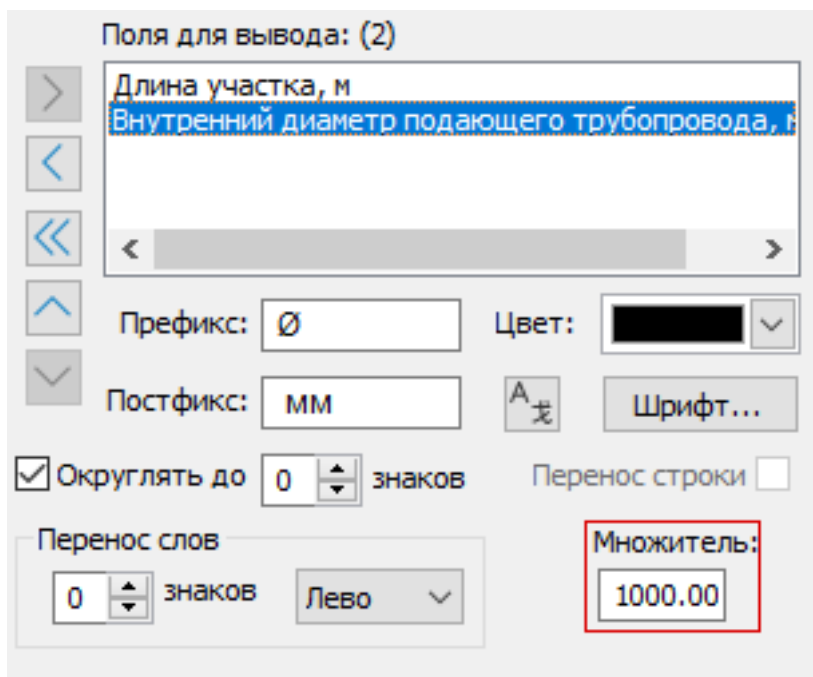 Поля для вывода: (2)
Длина участка, м
Внутренний диаметр подающего трубопровода,
Префикс: Ø Цвет:
Постфикс: мм Шрифт...
Округлять до 0 знаков Перенос строки
Перенос слов Множитель:
0 знаков Лево 1000.00